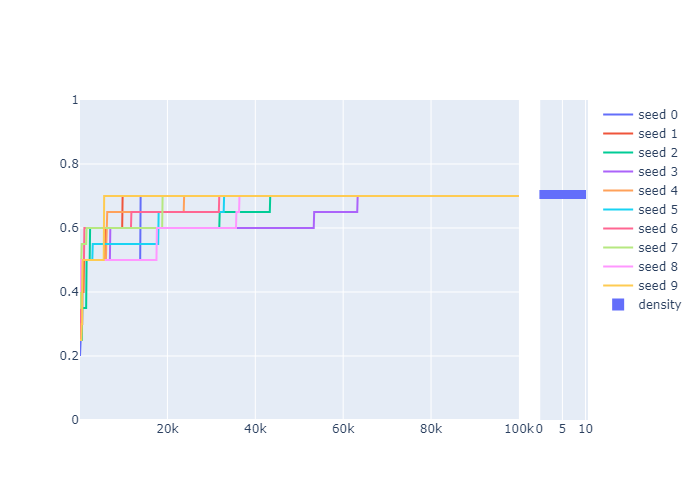 1
0.8
0.6
0.4
0.2
0
20k
40k
60k
80k
100k
0
5
10
seed 0
seed 1
seed 2
seed 3
seed 4
seed 5
seed 6
seed 7
seed 8
seed 9
density